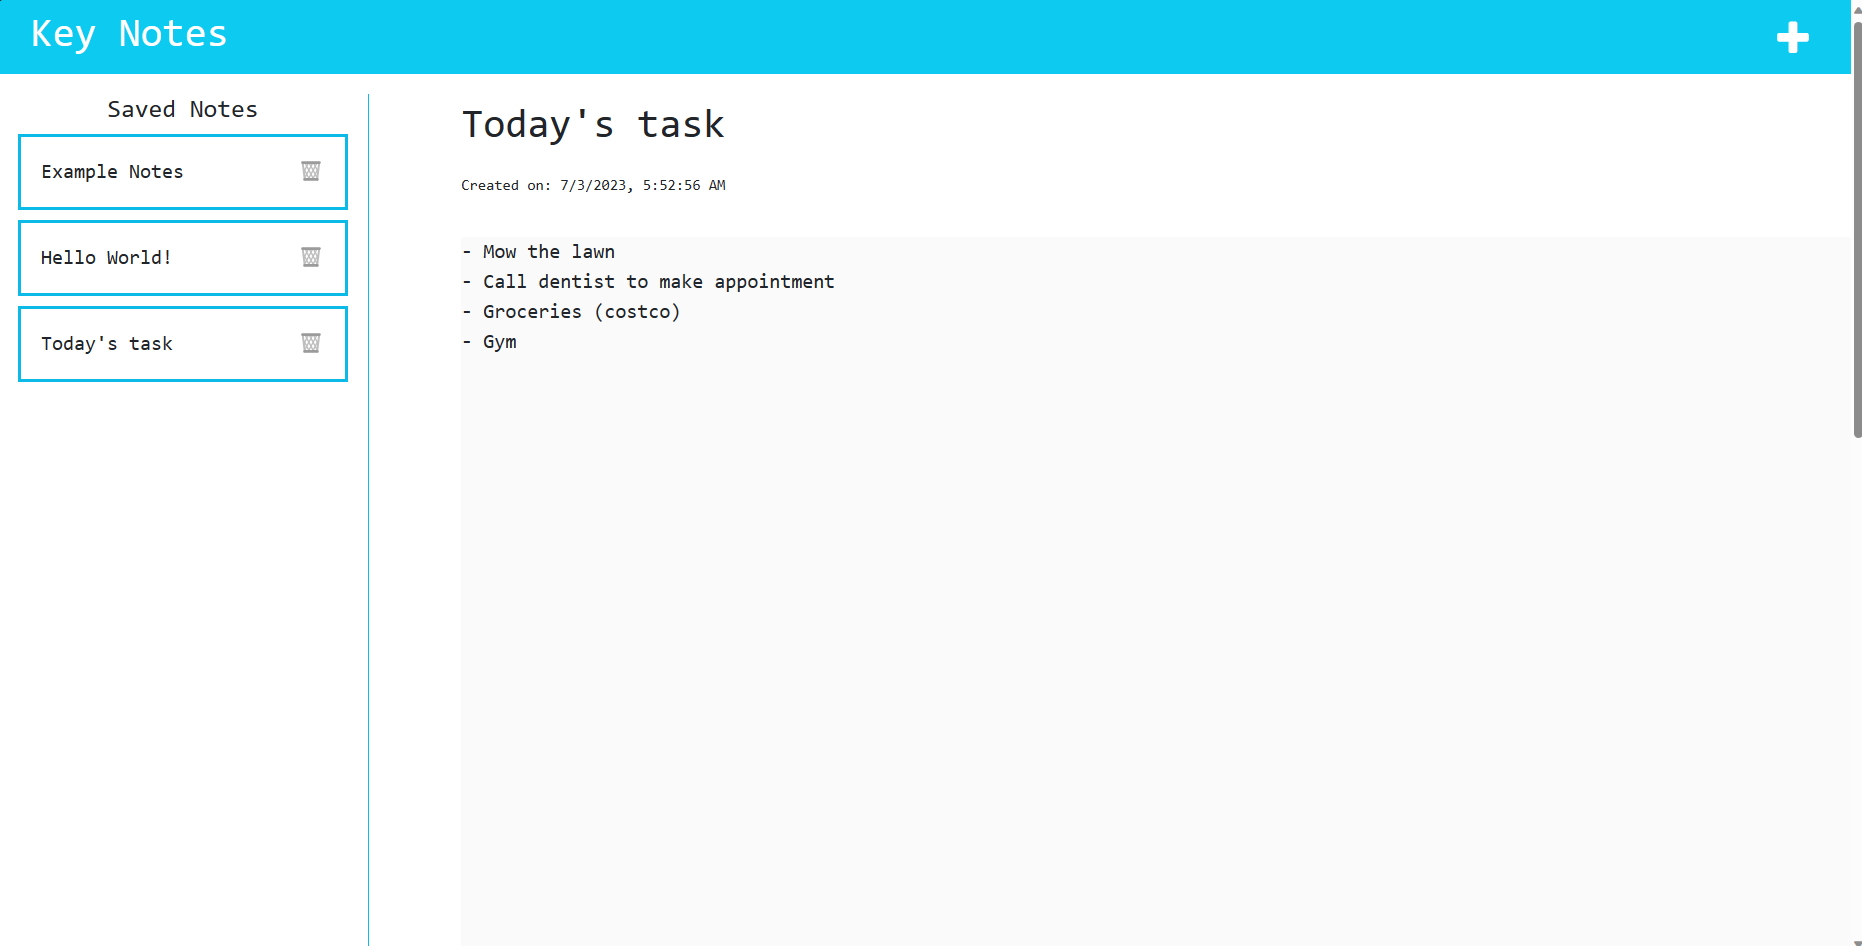 Key Notes
Saved Notes
Example Notes
Hello World!
Today's task
Today's task
Created on: 7/3/2023, 5:52:56 AM
- Mow the lawn
- Call dentist to make appointment
- Groceries (costco)
- Gym